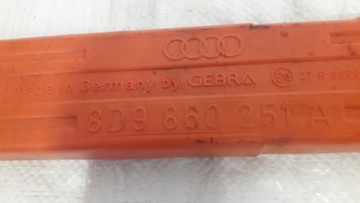 Made in Germany by GEBRA
8D9 860 251 A